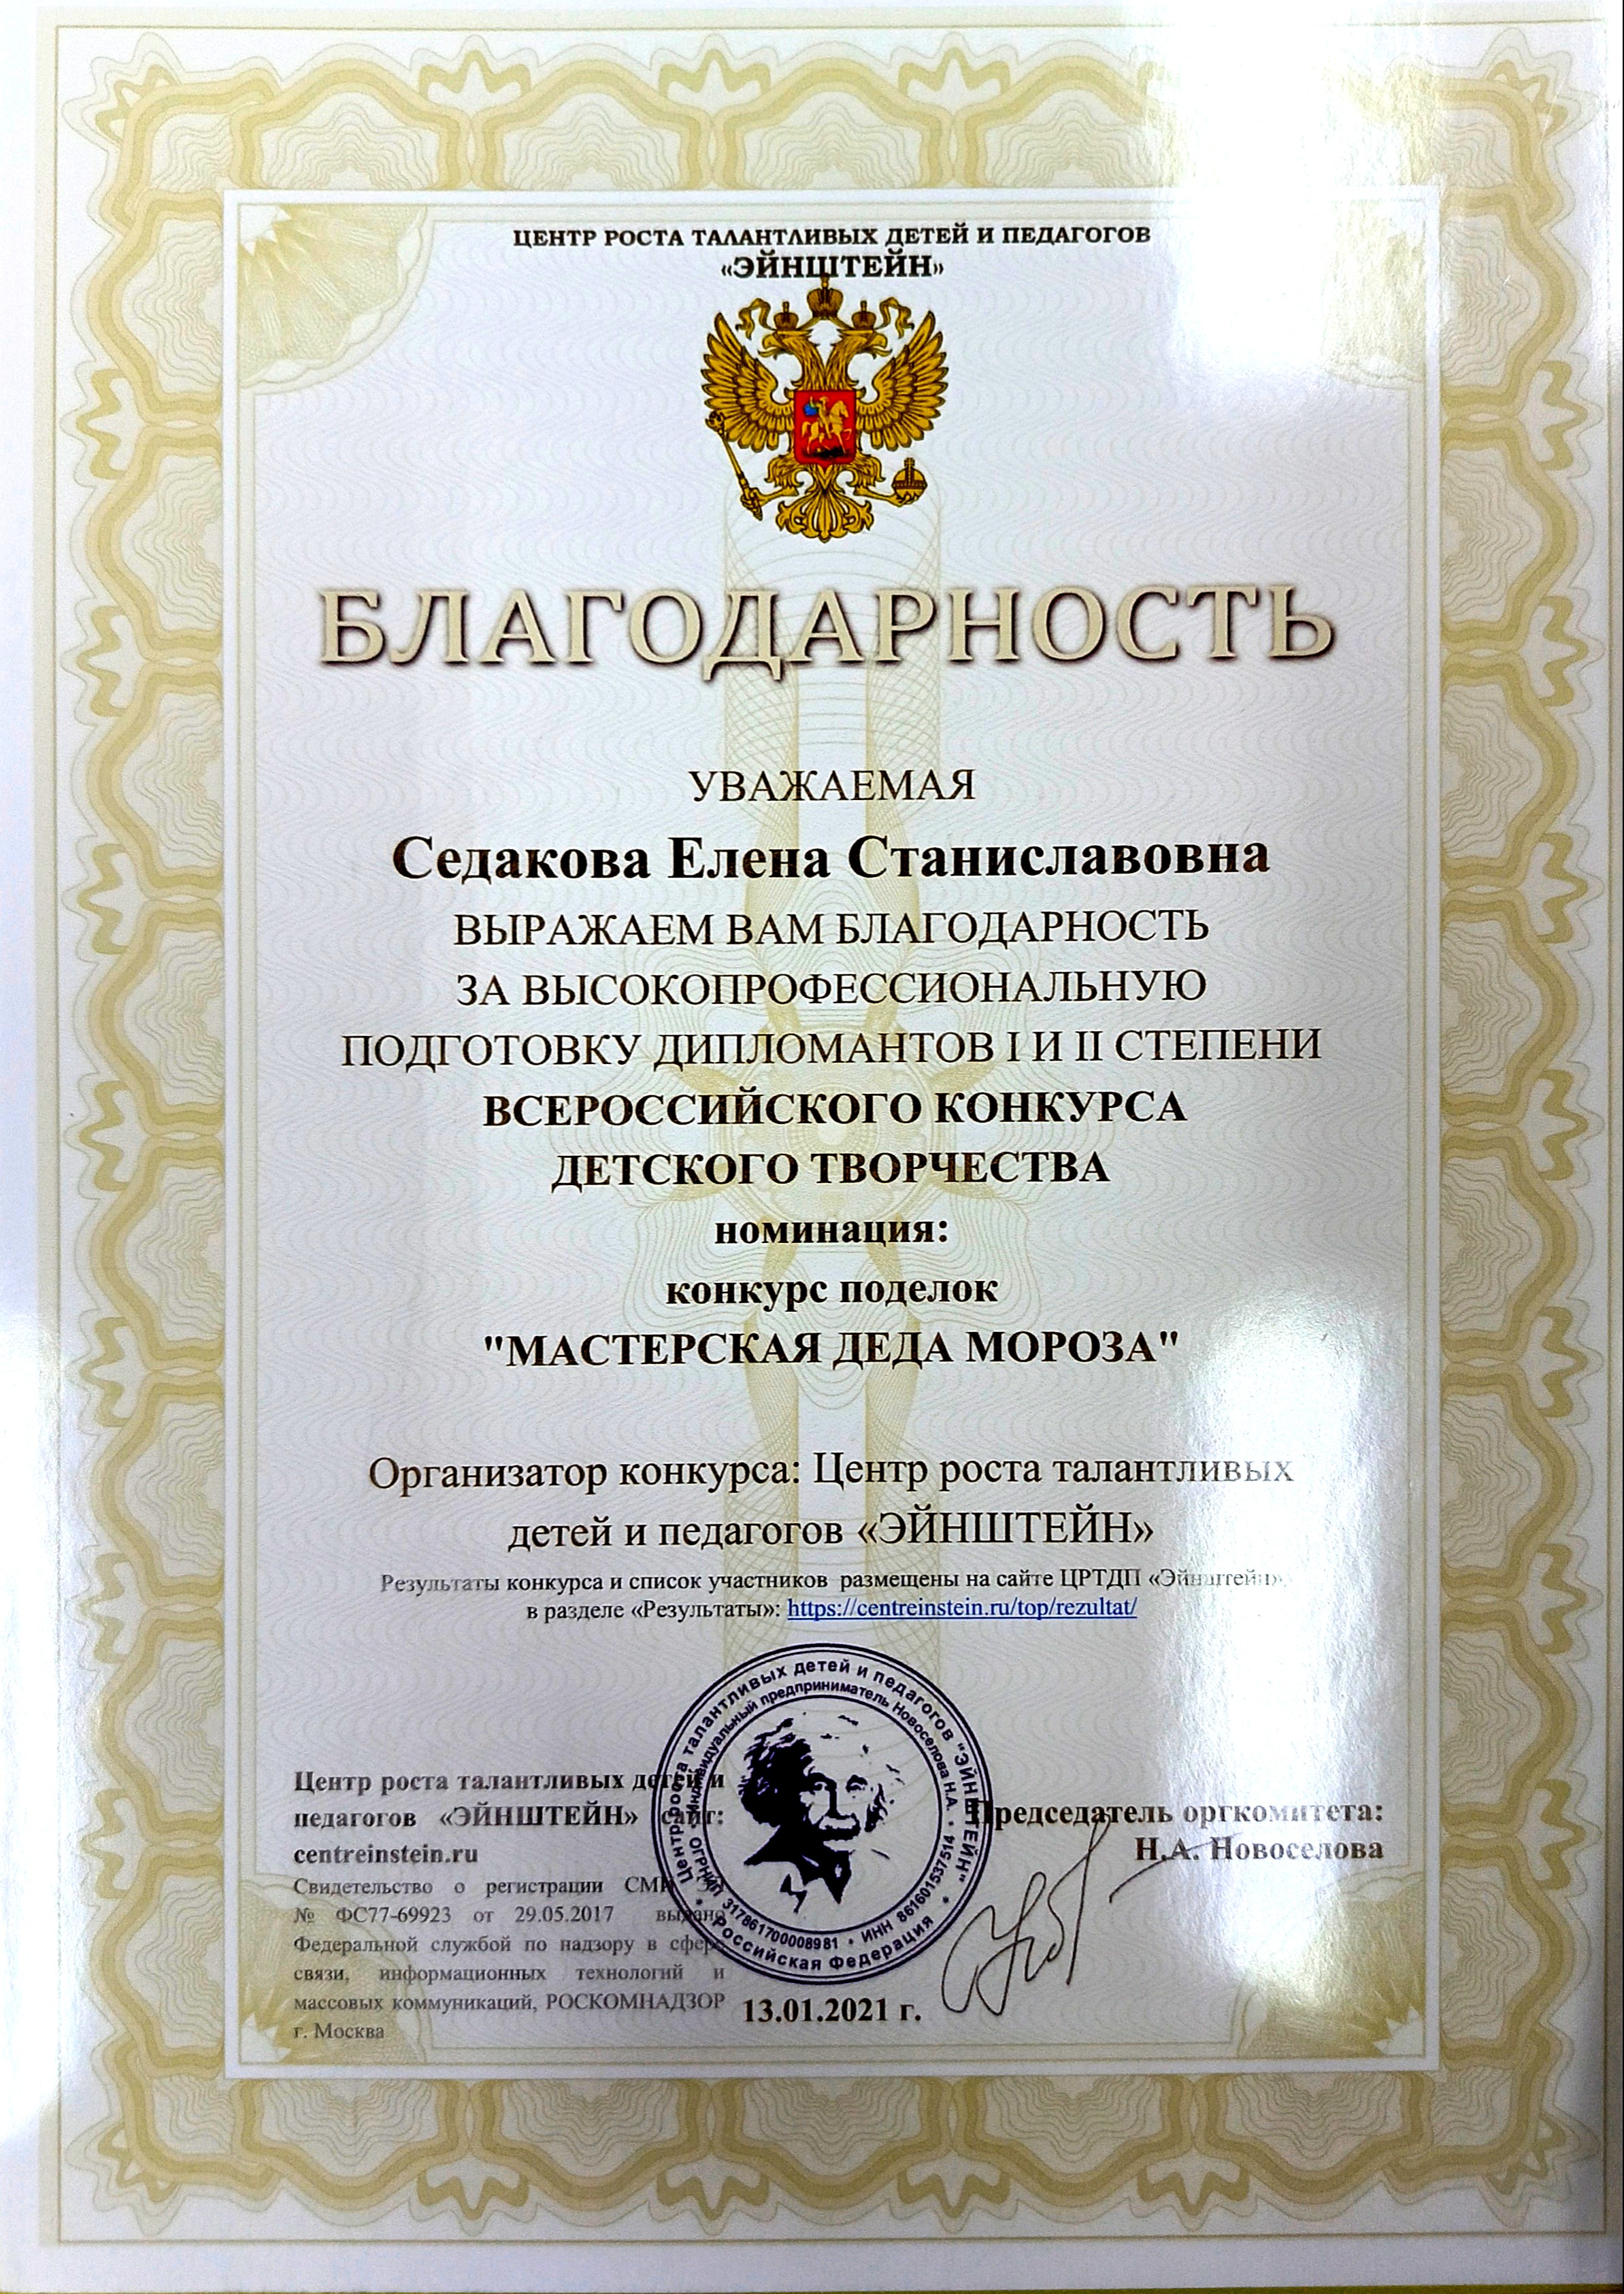 ЦЕНТР РОСТА ТАЛАНТЛИВЫХ ДЕТЕЙ И ПЕДАГОГОВ
«ЭЙНШТЕЙН»
БЛАГОДАРНОСТЬ
УВАЖАЕМАЯ
Седакова Елена Станиславовна
ВЫРАЖАЕМ ВАМ БЛАГОДАРНОСТЬ
ЗА ВЫСОКОПРОФЕССИОНАЛЬНУЮ
ПОДГОТОВКУ ДИПЛОМАНТОВ I И II СТЕПЕНИ
ВСЕРОССИЙСКОГО КОНКУРСА
ДЕТСКОГО ТВОРЧЕСТВА
номинация:
конкурс поделок
"МАСТЕРСКАЯ ДЕДА МОРОЗА"
Организатор конкурса: Центр роста талантливых
детей и педагогов «ЭЙНШТЕЙН»
Результаты конкурса и список участников размещены на сайте ЦРТДП «Эйнштейн»
в разделе «Результаты»: https://centreinstein.ru/top/rezultat/
Центр роста талантливых детей и
педагогов «ЭЙНШТЕЙН» сайт:
centreinstein.ru
Свидетельство о регистрации СМИ ЭЛ
№ ФС77-69923 от 29.05.2017 выдано
Федеральной службой по надзору в сфере
связи, информационных технологий и
массовых коммуникаций, РОСКОМНАДЗОР
г. Москва
Центр роста талантливых детей и педагогов "ЭЙНШТЕЙН"
Российская Федерация
Индивидуальный предприниматель Новоселова Н.А.
ОГРНИП 317861700008981 • ИНН 861601537514
13.01.2021 г.
Председатель оргкомитета:
Н.А. Новоселова